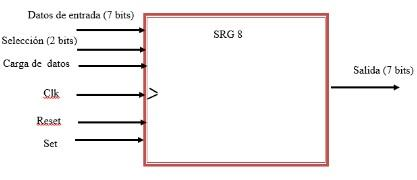 Datos de entrada (7 bits)
SRG 8
Selección (2 bits)
Carga de datos
Salida (7 bits)
Clk
Reset
Set